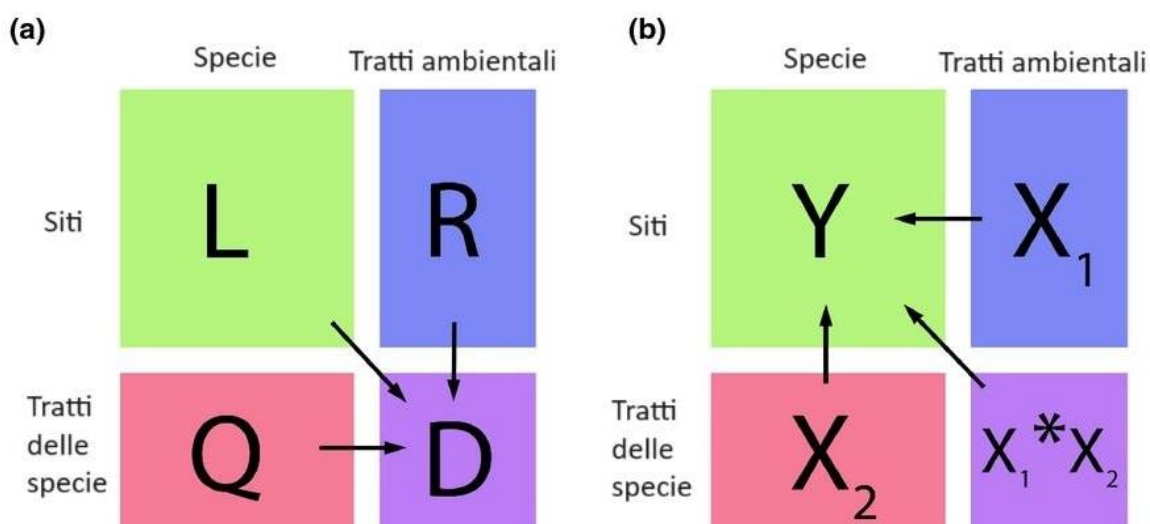 (a)
Specie
Tratti ambientali
Siti
L
R
Tratti
delle
specie
Q
D
(b)
Specie
Tratti ambientali
Siti
Y
X1
Tratti
delle
specie
X2
X1*X2